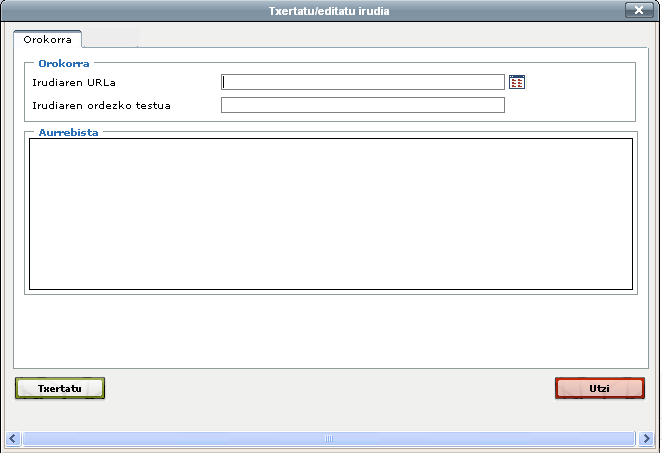 Txertatu/editatu irudia
Orokorra
Orokorra
Irudiaren URLa
Irudiaren ordezko testua
Aurrebista
Txertatu
Utzi